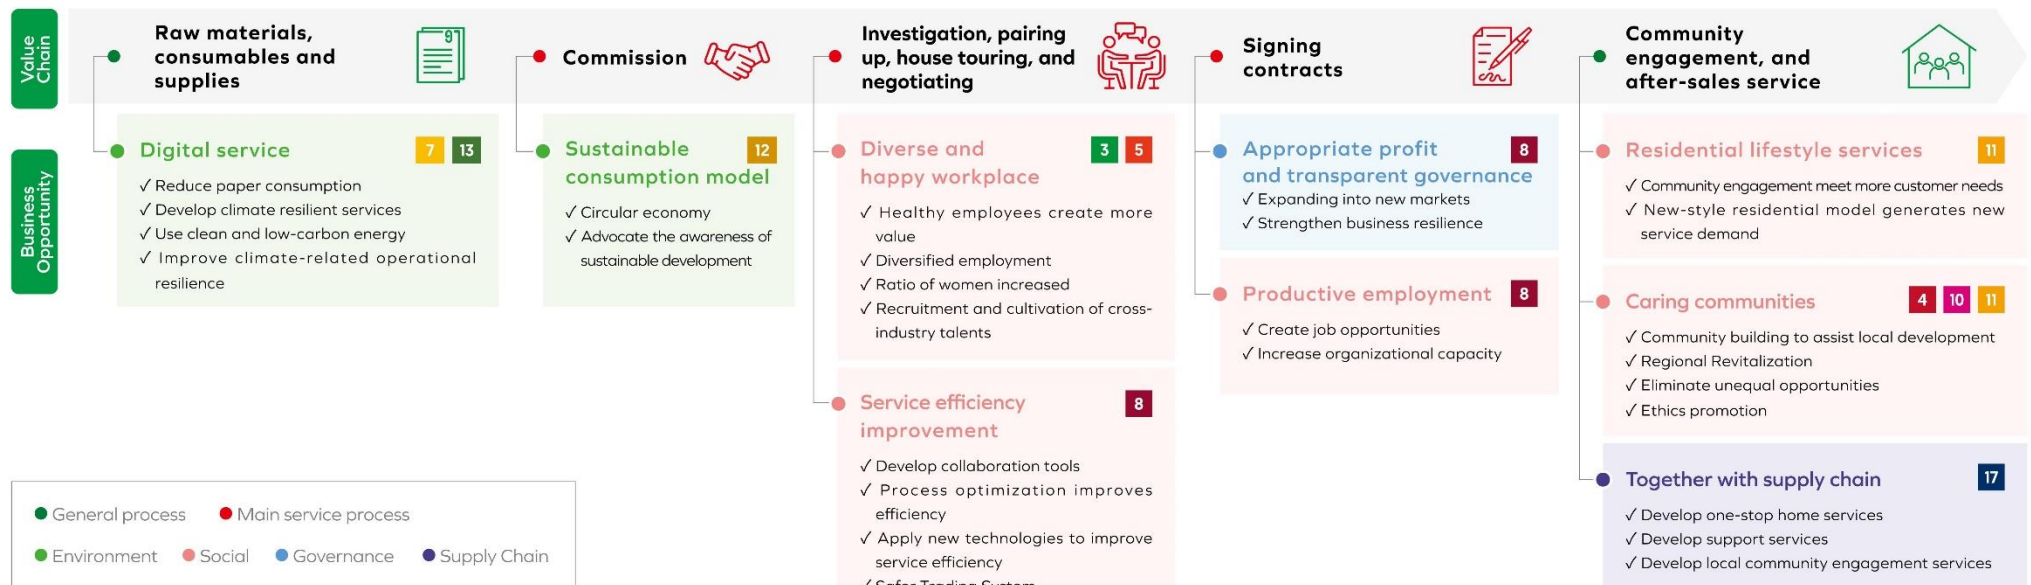 Value
Chain
Raw materials,
consumables and
supplies
Commission
Investigation, pairing
up, house touring, and
negotiating
Signing
contracts
Community
engagement, and
after-sales service
Business
Opportunity
Digital service
7 13
✓ Reduce paper consumption
✓ Develop climate resilient services
✓ Use clean and low-carbon energy
✓ Improve climate-related operational
resilience
Sustainable
consumption model
12
✓ Circular economy
✓ Advocate the awareness of
sustainable development
Diverse and
happy workplace
3 5
✓ Healthy employees create more
value
✓ Diversified employment
✓ Ratio of women increased
✓ Recruitment and cultivation of cross-
industry talents
Service efficiency
improvement
8
✓ Develop collaboration tools
✓ Process optimization improves
efficiency
✓ Apply new technologies to improve
service efficiency
✓ Safer Trading System
Appropriate profit
and transparent governance
8
✓ Expanding into new markets
✓ Strengthen business resilience
Productive employment
8
✓ Create job opportunities
✓ Increase organizational capacity
Residential lifestyle services
11
✓ Community engagement meet more customer needs
✓ New-style residential model generates new
service demand
Caring communities
4 10 11
✓ Community building to assist local development
✓ Regional Revitalization
✓ Eliminate unequal opportunities
✓ Ethics promotion
Together with supply chain
17
✓ Develop one-stop home services
✓ Develop support services
✓ Develop local community engagement services
General process Main service process
Environment Social Governance Supply Chain